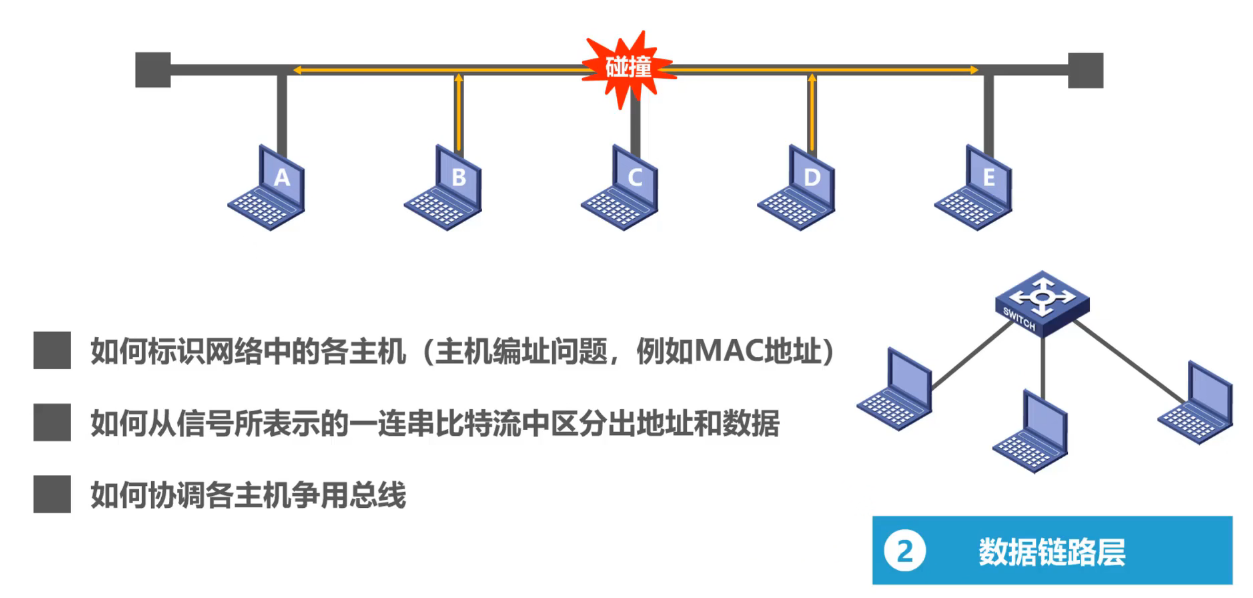 碰撞
A
B
C
D
E
SWITCH
如何标识网络中的各主机（主机编址问题，例如MAC地址）
如何从信号所表示的一连串比特流中区分出地址和数据
如何协调各主机争用总线
2 数据链路层